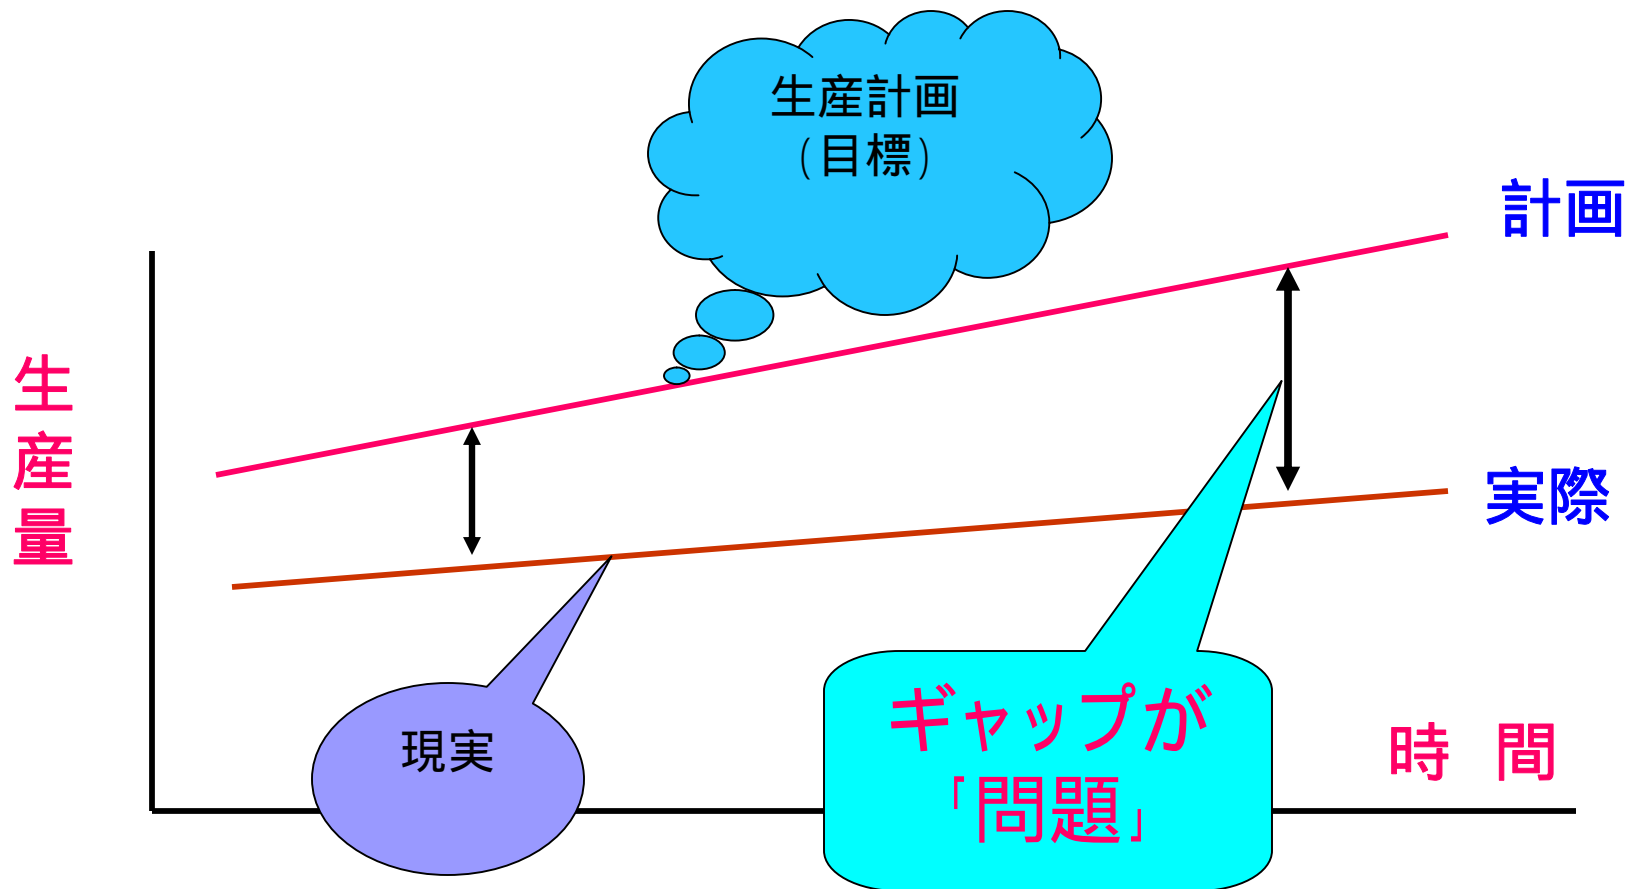 生産計画
(目標)
計画
生産量
実際
現実
ギャップが
「問題」
時 間